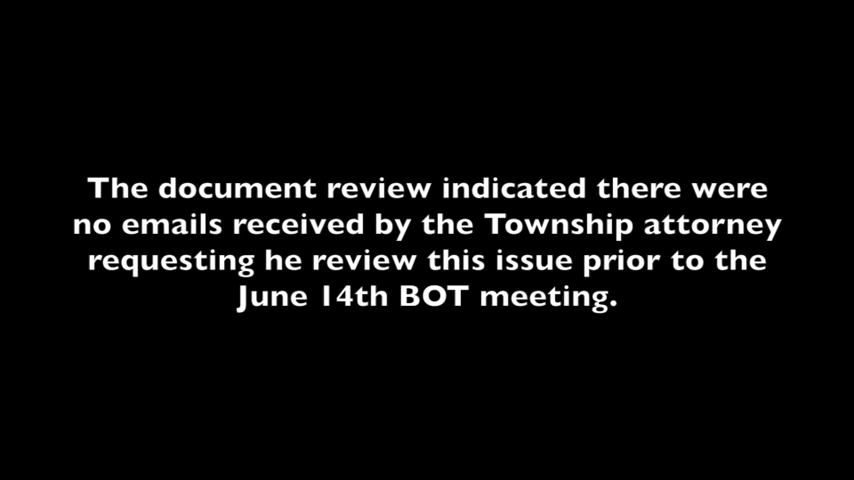 The document review indicated there were
no emails received by the Township attorney
requesting he review this issue prior to the
June 14th BOT meeting.